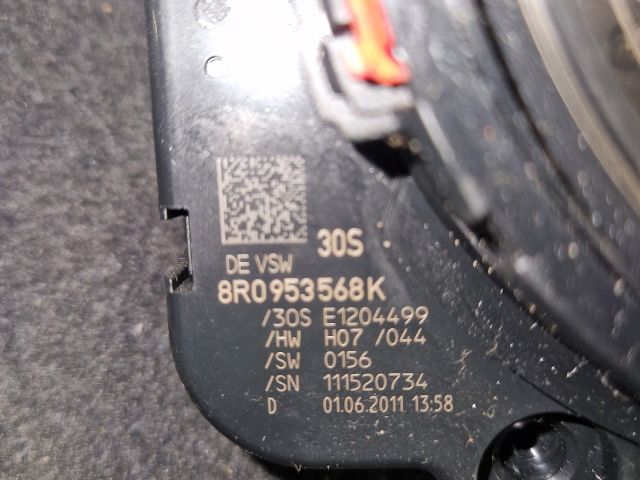 30S
DE VSW
8R0953568K
/30S E1204499
/HW H07 /044
/SW 0156
/SN 111520734
D 01.06.2011 13:58